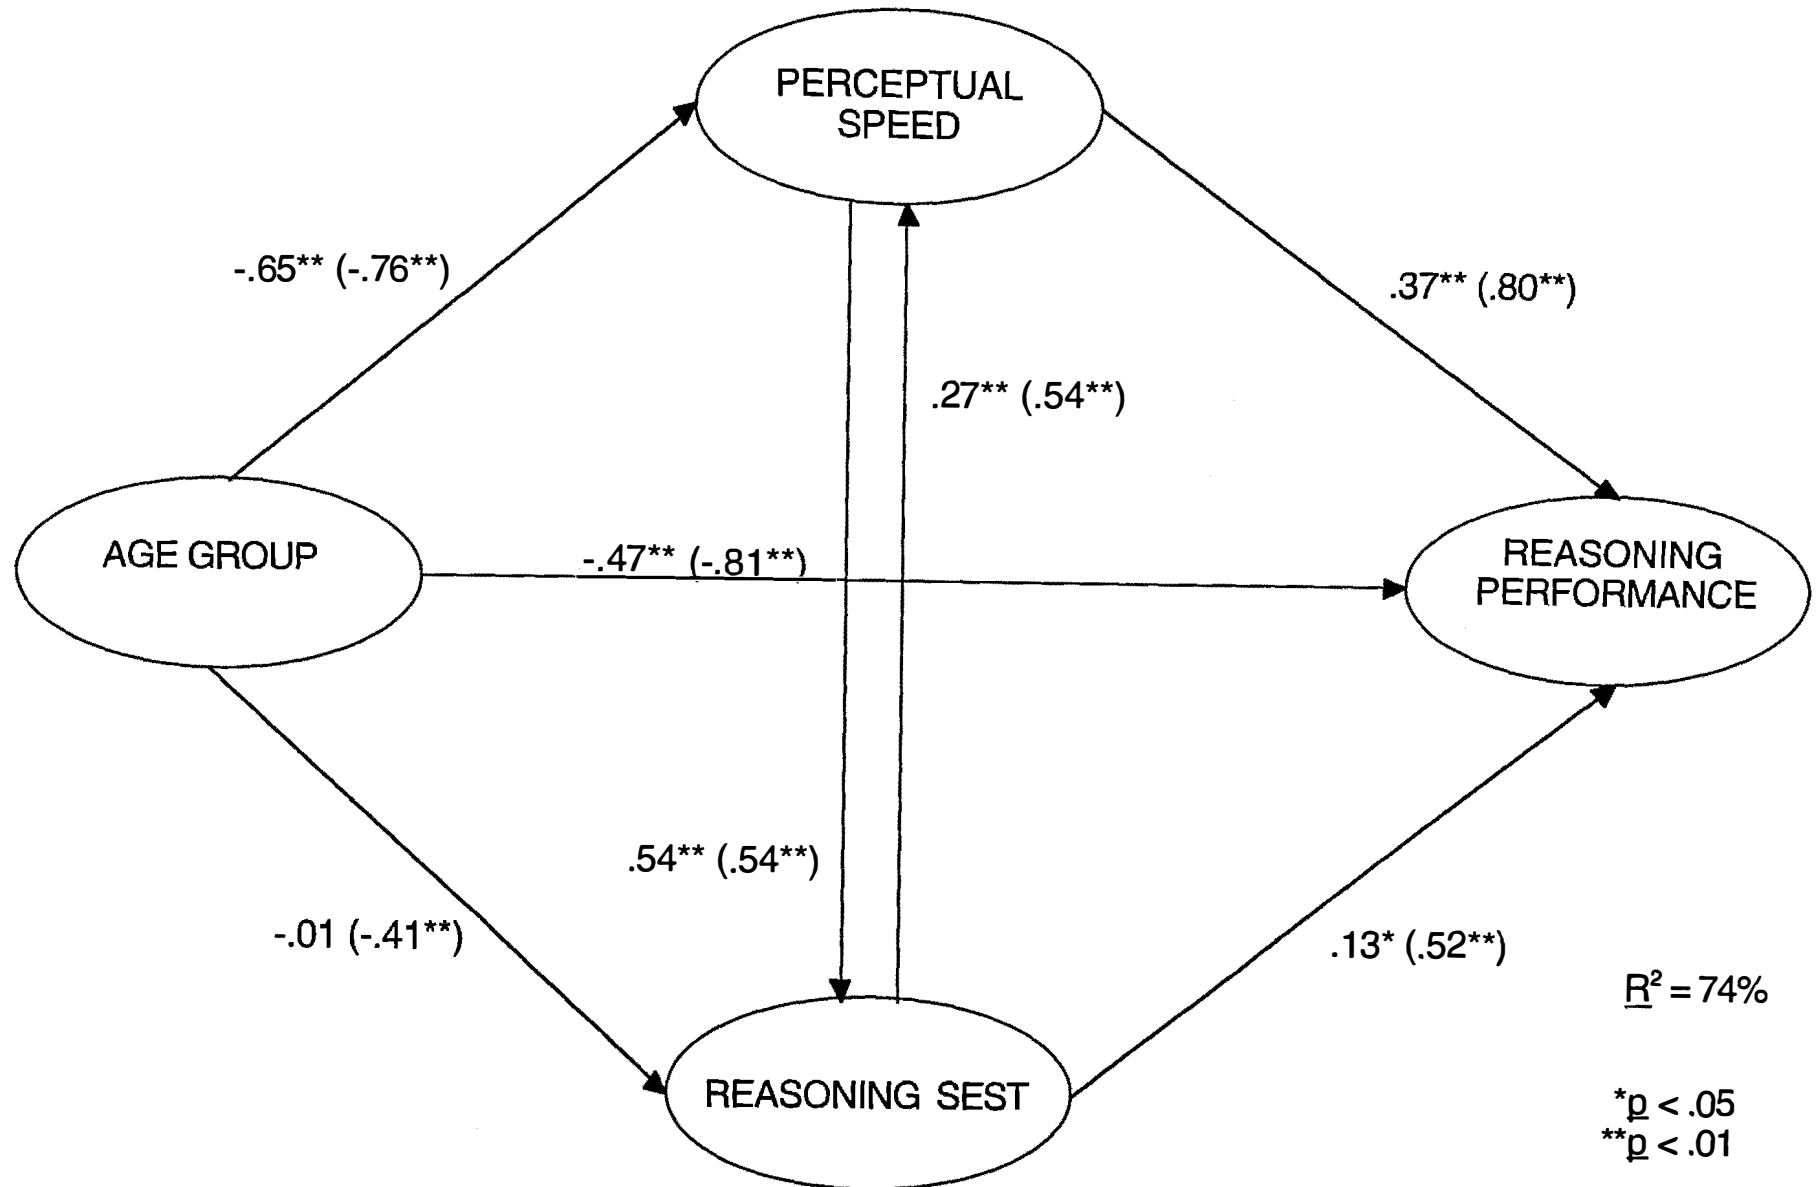 PERCEPTUAL
SPEED
-.65** (-.76**)
.37** (.80**)
.27** (.54**)
AGE GROUP
-.47** (-.81**)
REASONING
PERFORMANCE
.54** (.54**)
-.01 (-.41**)
.13* (.52**)
R² = 74%
REASONING SEST
*p < .05
**p < .01